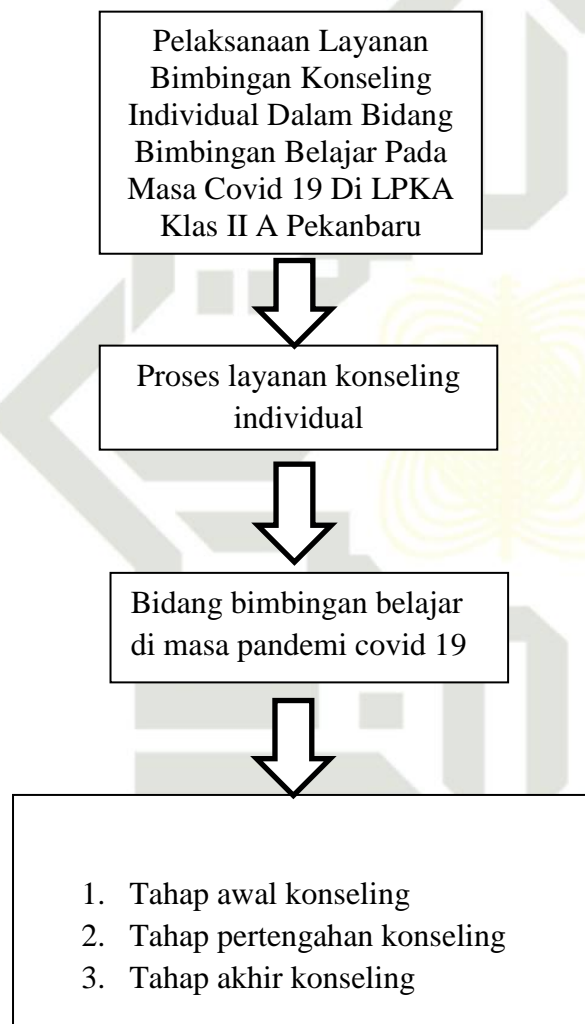 Pelaksanaan Layanan
Bimbingan Konseling
Individual Dalam Bidang
Bimbingan Belajar Pada
Masa Covid 19 Di LPKA
Klas II A Pekanbaru
Proses layanan konseling
individual
Bidang bimbingan belajar
di masa pandemi covid 19
1. Tahap awal konseling
2. Tahap pertengahan konseling
3. Tahap akhir konseling